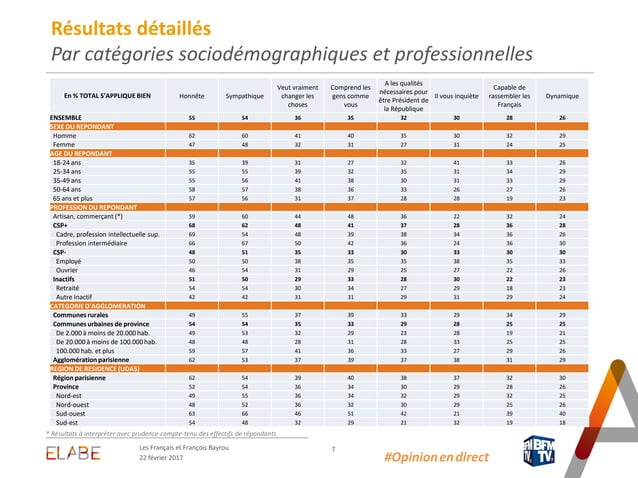 Résultats détaillés
Par catégories sociodémographiques et professionnelles
En % TOTAL S'APPLIQUE BIEN Honnête Sympathique Veut vraiment changer les choses Comprend les gens comme vous A les qualités nécessaires pour être Président de la République Il vous inquiète Capable de rassembler les Français Dynamique
ENSEMBLE 55 54 36 35 32 30 28 26
SEXE DU REPONDANT
Homme 62 60 41 40 35 30 32 29
Femme 47 48 32 31 27 31 24 25
AGE DU REPONDANT
18-24 ans 35 39 31 27 32 41 33 26
25-34 ans 55 55 39 32 35 31 34 29
35-49 ans 55 56 41 38 30 31 33 29
50-64 ans 58 57 38 36 33 26 27 26
65 ans et plus 57 56 31 37 28 28 19 23
PROFESSION DU REPONDANT
Artisan, commerçant (*) 59 60 44 48 36 22 32 24
CSP+ 68 62 48 41 37 28 36 28
Cadre, profession intellectuelle sup. 69 54 48 39 38 34 36 26
Profession intermédiaire 66 67 50 42 36 24 36 30
CSP- 48 51 35 33 30 33 30 30
Employé 50 50 38 35 35 38 35 33
Ouvrier 46 54 31 29 25 27 22 26
Inactifs 51 50 29 33 28 30 22 23
Retraité 54 54 30 34 27 29 18 23
Autre Inactif 42 42 31 31 29 31 29 24
CATEGORIE D'AGGLOMERATION
Communes rurales 49 55 37 39 33 29 34 29
Communes urbaines de province 54 54 35 33 29 28 25 25
De 2.000 à moins de 20.000 hab. 49 53 32 29 23 28 19 21
De 20.000 à moins de 100.000 hab. 48 48 28 31 28 33 25 25
100.000 hab. et plus 59 57 41 36 33 27 29 26
Agglomération parisienne 62 53 37 39 37 38 31 29
REGION DE RESIDENCE (UDA5)
Région parisienne 62 54 39 40 38 37 32 30
Province 52 54 36 34 30 29 28 26
Nord-est 49 55 36 34 32 29 32 25
Nord-ouest 48 52 36 32 30 29 25 26
Sud-ouest 63 66 46 51 42 21 39 40
Sud-est 54 48 32 29 21 32 19 18
* Résultats à interpréter avec prudence compte-tenu des effectifs de répondants
ELABE
Les Français et François Bayrou
22 février 2017
7
#Opinionendirect
BFM
TV.